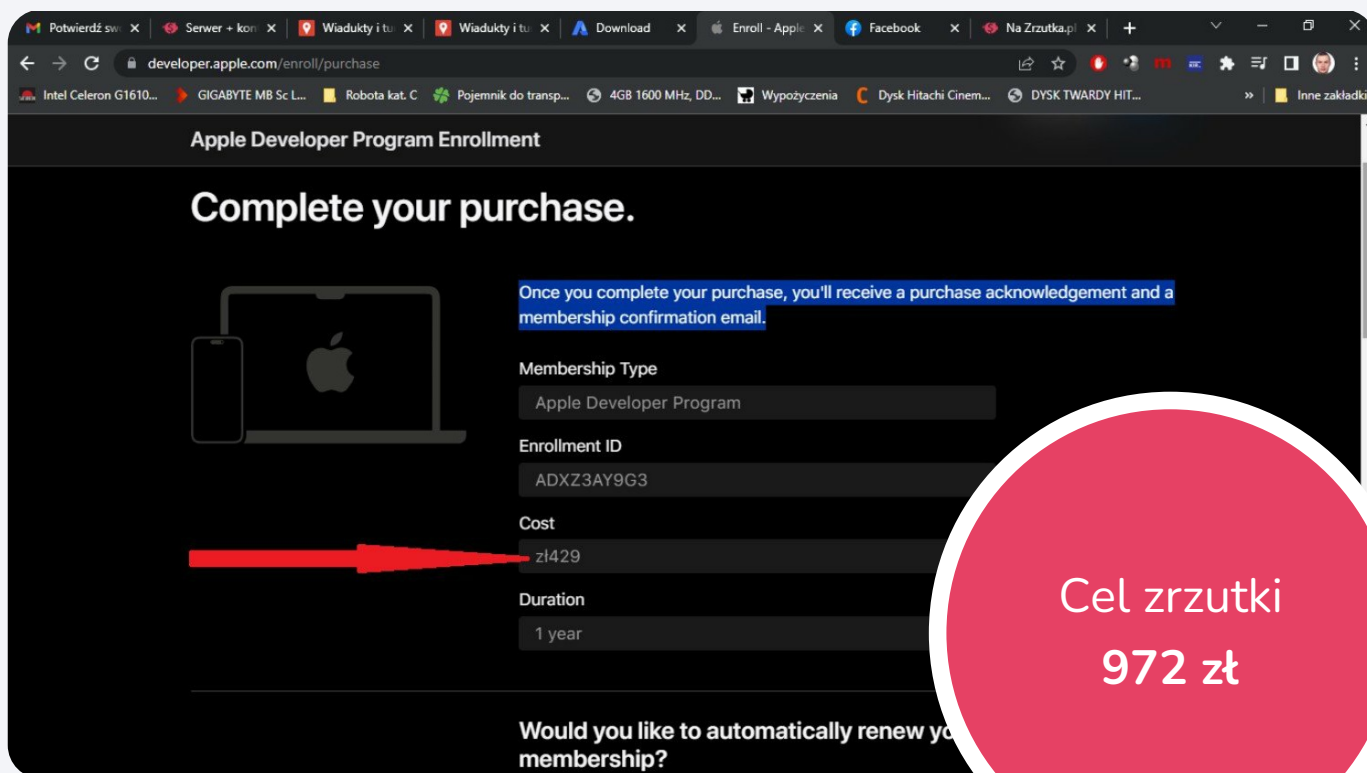 Potwierdź sw
Serwer + kon
Wiadukty i tu
Wiadukty i tu
Download
Enroll - Apple
Facebook
Na Zrzutka.pl
developer.apple.com/enroll/purchase
Intel Celeron G1610...
GIGABYTE MB Sc L...
Robota kat. C
Pojemnik do transp...
4GB 1600 MHz, DD...
Wypożyczenia
Dysk Hitachi Cinem...
DYSK TWARDY HIT...
»
Inne zakładki
Apple Developer Program Enrollment
Complete your purchase.
Once you complete your purchase, you'll receive a purchase acknowledgement and a
membership confirmation email.
Membership Type
Apple Developer Program
Enrollment ID
ADXZ3AY9G3
Cost
zł429
Duration
1 year
Would you like to automatically renew yo
membership?
Cel zrzutki
972 zł